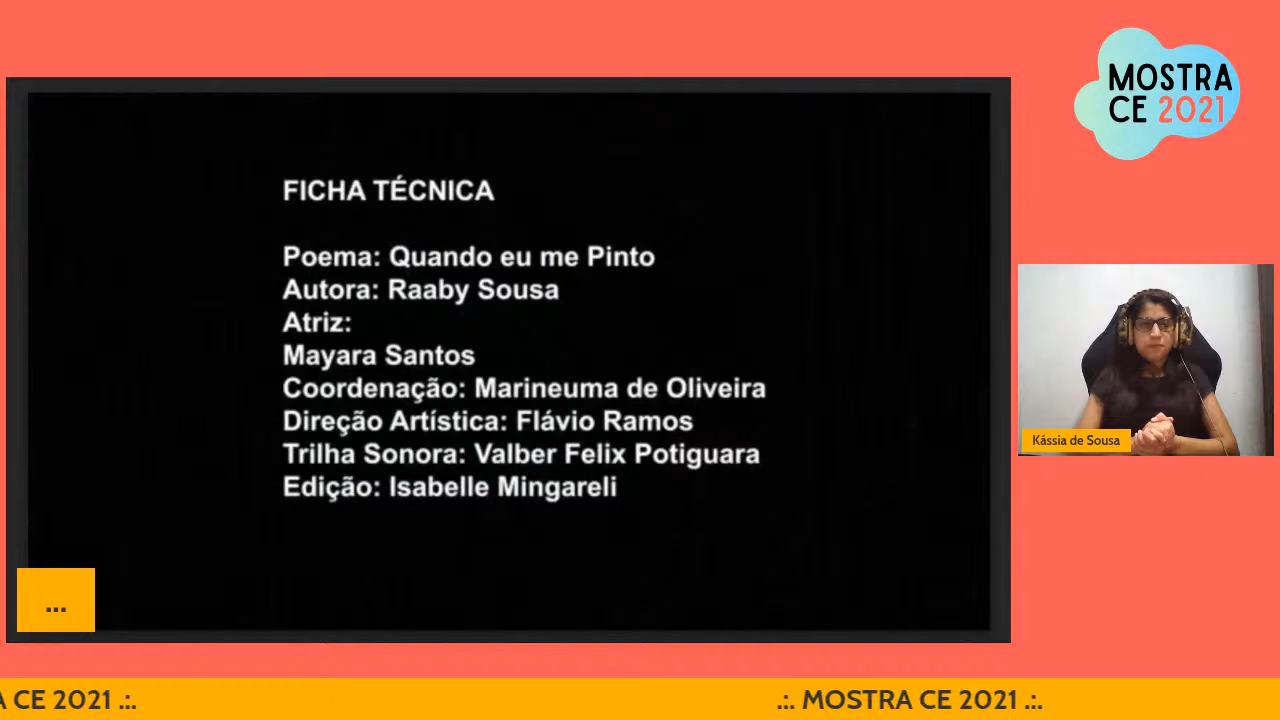 MOSTRA
CE 2021
FICHA TÉCNICA
Poema: Quando eu me Pinto
Autora: Raaby Sousa
Atriz:
Mayara Santos
Coordenação: Marineuma de Oliveira
Direção Artística: Flávio Ramos
Trilha Sonora: Valber Felix Potiguara
Edição: Isabelle Mingareli
Kássia de Sousa
...
A CE 2021 .:. .:. MOSTRA CE 2021 .:.